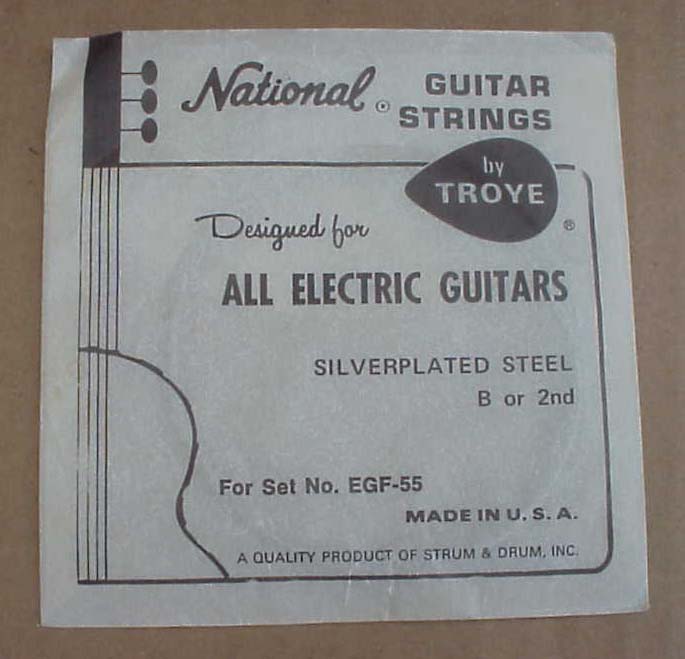 National ® GUITAR
STRINGS
by
TROYE ®
Designed for
ALL ELECTRIC GUITARS
SILVERPLATED STEEL
B or 2nd
For Set No. EGF-55
MADE IN U. S. A.
A QUALITY PRODUCT OF STRUM & DRUM, INC.